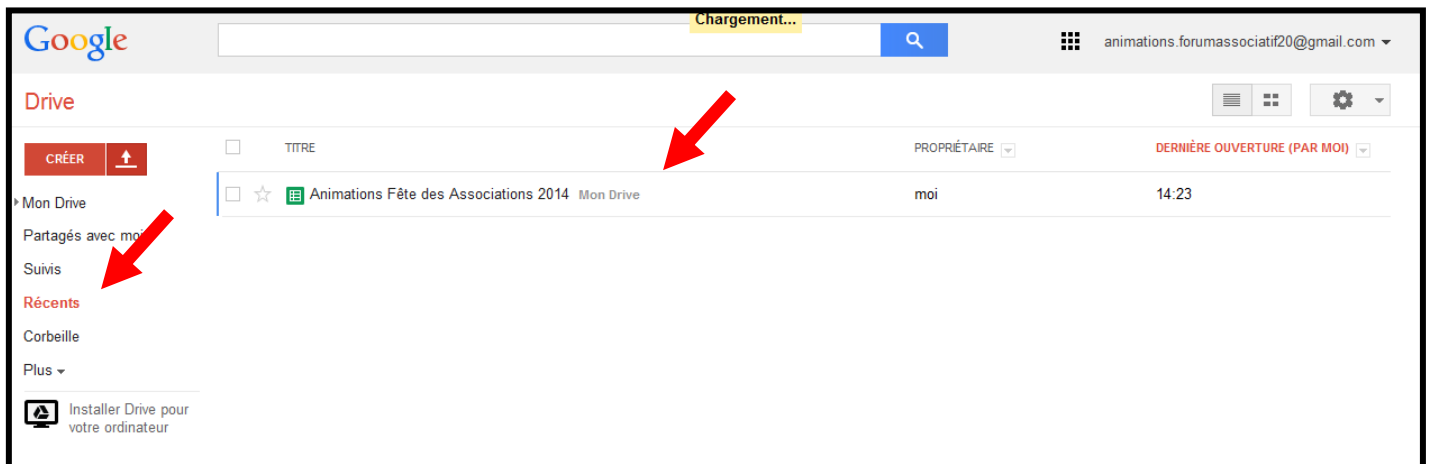 Chargement...
Google
animations.forumassociatif20@gmail.com
Drive
CRÉER
TITRE
PROPRIÉTAIRE
DERNIÈRE OUVERTURE (PAR MOI)
Mon Drive
Animations Fête des Associations 2014 Mon Drive
moi
14:23
Partagés avec moi
Suivis
Récents
Corbeille
Plus
Installer Drive pour
votre ordinateur